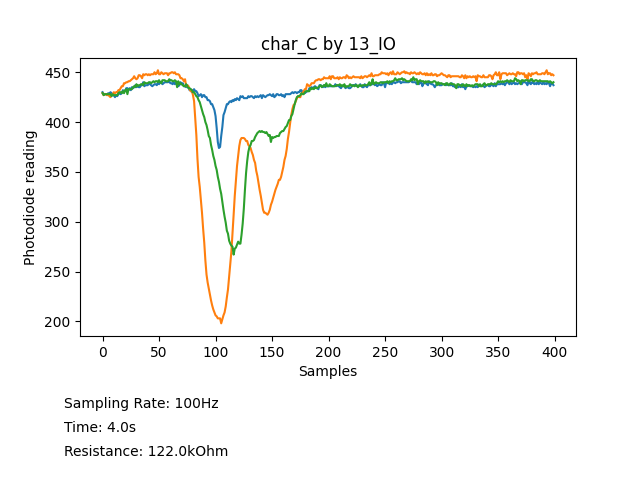 char_C by 13_IO
Photodiode reading
450
400
350
300
250
200
0 50 100 150 200 250 300 350 400
Samples
Sampling Rate: 100Hz
Time: 4.0s
Resistance: 122.0kOhm